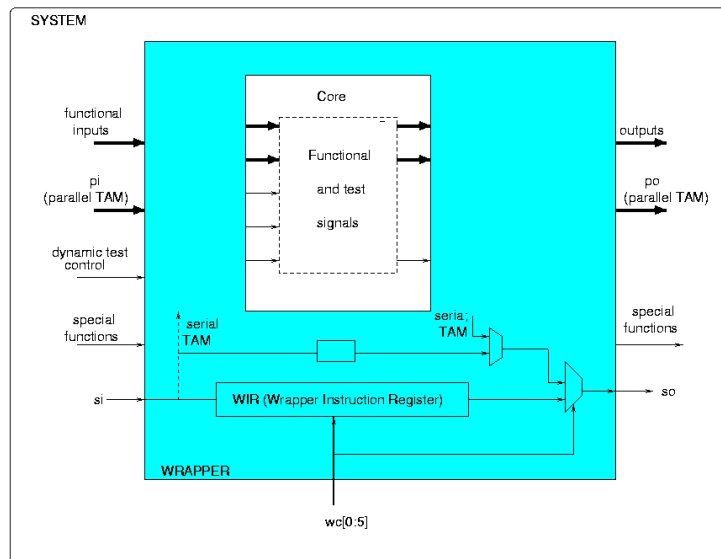 SYSTEM
Core
functional
inputs
outputs
Functional
and test
signals
pi
(parallel TAM)
po
(parallel TAM)
dynamic test
control
special
functions
serial
TAM
seria;
TAM
special
functions
si
WIR (Wrapper Instruction Register)
so
WRAPPER
wc[0:5]